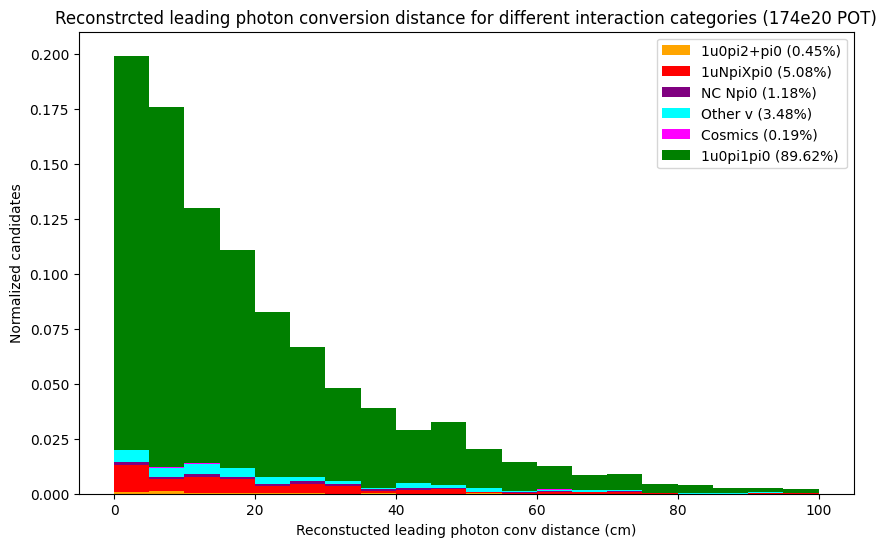 Reconstrcted leading photon conversion distance for different interaction categories (174e20 POT)
0.200
0.175
0.150
0.125
0.100
0.075
0.050
0.025
0.000
Normalized candidates
1u0pi2+pi0 (0.45%)
1uNpiXpi0 (5.08%)
NC Npi0 (1.18%)
Other v (3.48%)
Cosmics (0.19%)
1u0pi1pi0 (89.62%)
0
20
40
60
80
100
Reconstucted leading photon conv distance (cm)